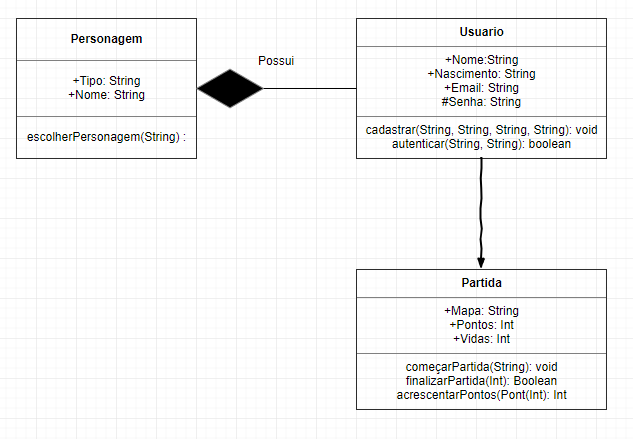 Personagem
+Tipo: String
+Nome: String
escolherPersonagem(String) :
Possui
Usuario
+Nome:String
+Nascimento: String
+Email: String
#Senha: String
cadastrar(String, String, String, String): void
autenticar(String, String): boolean
Partida
+Mapa: String
+Pontos: Int
+Vidas: Int
começarPartida(String): void
finalizarPartida(Int): Boolean
acrescentarPontos(Pont(Int): Int